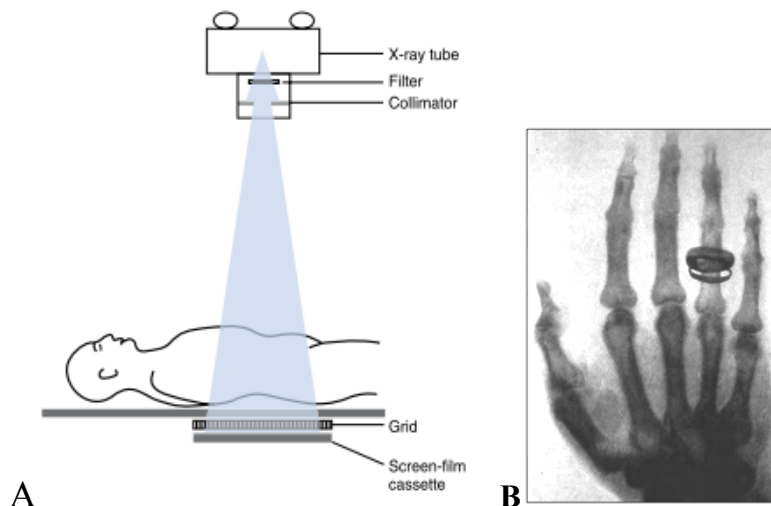 X-ray tube
Filter
Collimator
Grid
Screen-film
cassette
A
B